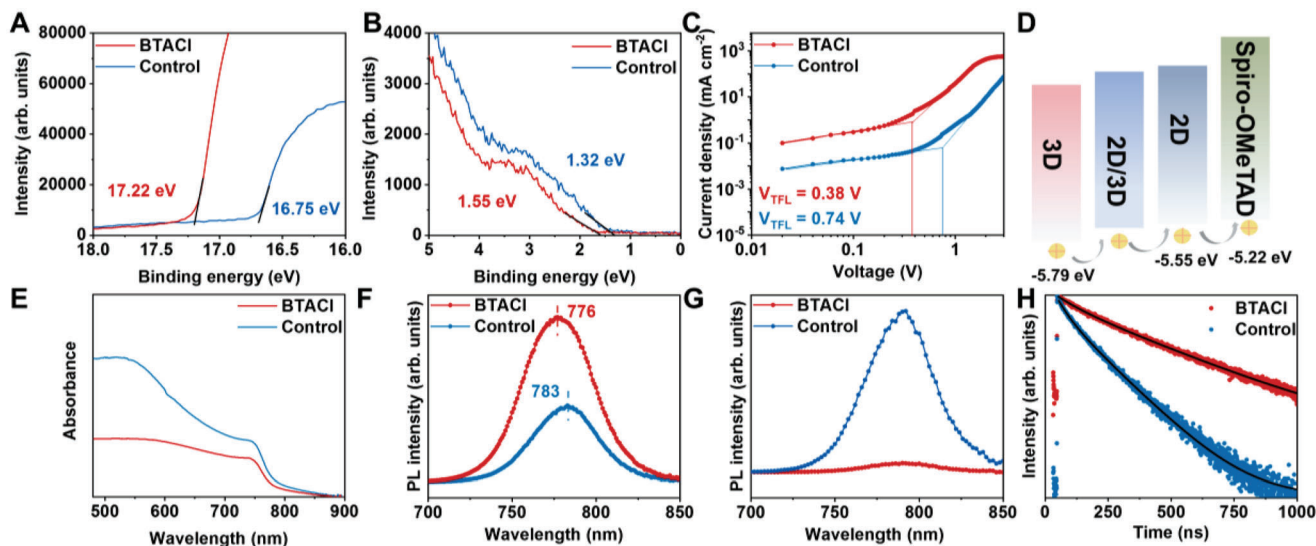 A
Intensity (arb. units)
80000
60000
40000
20000
0
BTACl
Control
17.22 eV
16.75 eV
18.0
17.5
17.0
16.5
16.0
Binding energy (eV)
B
Intensity (arb. units)
4000
3000
2000
1000
0
BTACl
Control
1.32 eV
1.55 eV
5
4
3
2
1
0
Binding energy (eV)
C
Current density (mA cm⁻²)
10³
10¹
10⁻¹
10⁻³
10⁻⁵
BTACl
Control
V_TFL = 0.38 V
V_TFL = 0.74 V
0.01
0.1
1
Voltage (V)
D
3D
2D/3D
2D
Spiro-OMeTAD
-5.79 eV
-5.55 eV
-5.22 eV
E
Absorbance
BTACl
Control
500
600
700
800
900
Wavelength (nm)
F
PL intensity (arb. units)
BTACl
Control
776
783
700
750
800
850
Wavelength (nm)
G
PL intensity (arb. units)
BTACl
Control
700
750
800
850
Wavelength (nm)
H
Intensity (arb. units)
BTACl
Control
0
250
500
750
1000
Time (ns)